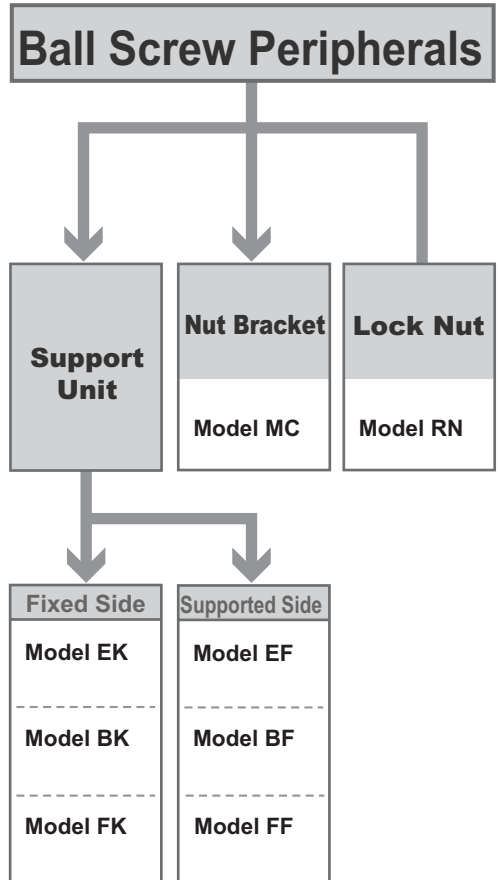 Ball Screw Peripherals
Support
Unit
Nut Bracket
Model MC
Lock Nut
Model RN
Fixed Side
Model EK
Model BK
Model FK
Supported Side
Model EF
Model BF
Model FF